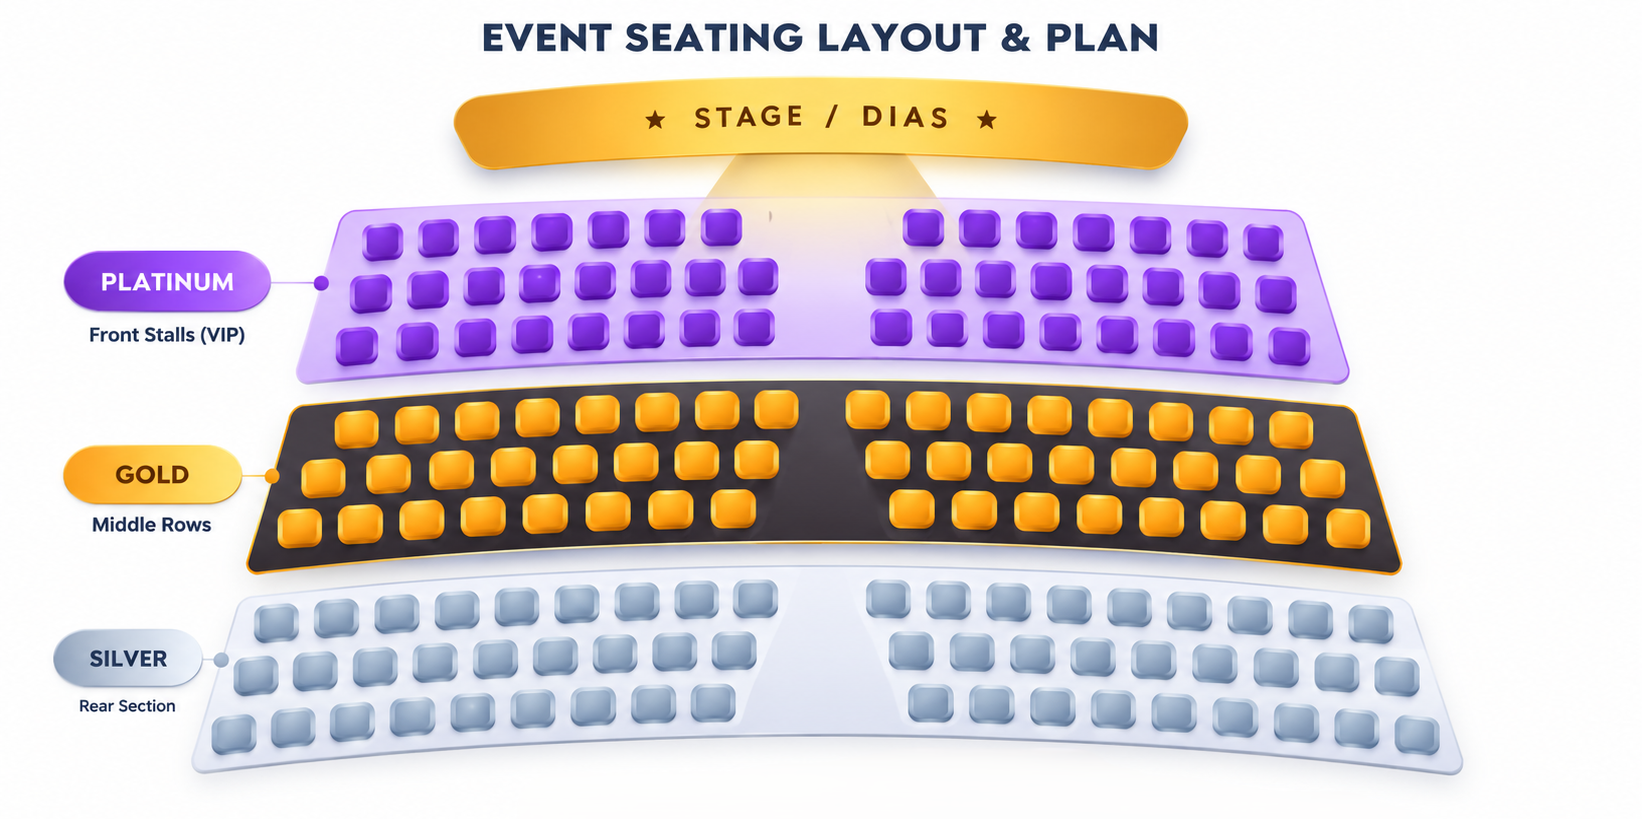 EVENT SEATING LAYOUT & PLAN
★ STAGE / DIAS ★
PLATINUM
Front Stalls (VIP)
GOLD
Middle Rows
SILVER
Rear Section